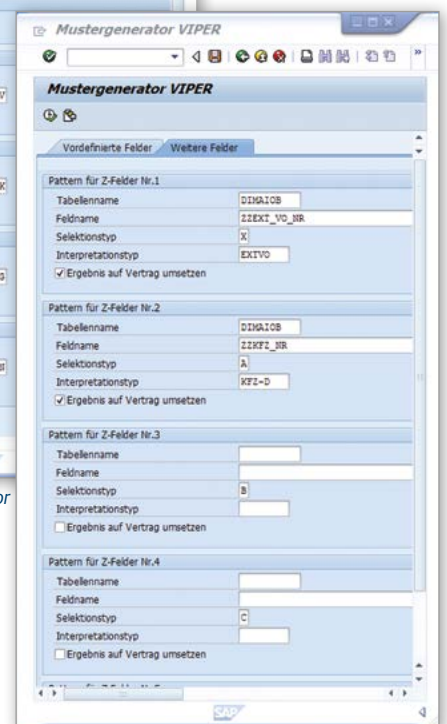 Mustergenerator VIPER
Mustergenerator VIPER
Vordefinierte Felder Weitere Felder
Pattern für Z-Felder Nr.1
Tabellenname DIMAIOB
Feldname ZZEXT_VO_NR
Selektionstyp X
Interpretationstyp EXTVO
Ergebnis auf Vertrag umsetzen
Pattern für Z-Felder Nr.2
Tabellenname DIMAIOB
Feldname ZZKFZ_NR
Selektionstyp A
Interpretationstyp KFZ-D
Ergebnis auf Vertrag umsetzen
Pattern für Z-Felder Nr.3
Tabellenname
Feldname
Selektionstyp B
Interpretationstyp
Ergebnis auf Vertrag umsetzen
Pattern für Z-Felder Nr.4
Tabellenname
Feldname
Selektionstyp C
Interpretationstyp
Ergebnis auf Vertrag umsetzen
SAP